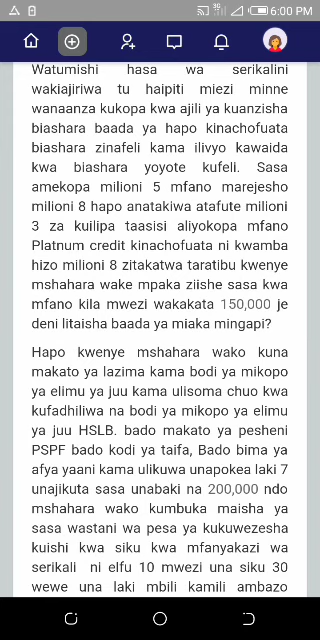 3G 6:00 PM
Watumishi hasa wa serikalini
wakiajiriwa tu haipiti miezi minne
wanaanza kukopa kwa ajili ya kuanzisha
biashara baada ya hapo kinachofuata
biashara zinafeli kama ilivyo kawaida
kwa biashara yoyote kufeli. Sasa
amekopa milioni 5 mfano marejesho
milioni 8 hapo anatakiwa atafute milioni
3 za kuilipa taasisi aliyokopa mfano
Platnum credit kinachofuata ni kwamba
hizo milioni 8 zitakatwa taratibu kwenye
mshahara wake mpaka ziishe sasa kwa
mfano kila mwezi wakakata 150,000 je
deni litaisha baada ya miaka mingapi?
Hapo kwenye mshahara wako kuna
makato ya lazima kama bodi ya mikopo
ya elimu ya juu kama ulisoma chuo kwa
kufadhiliwa na bodi ya mikopo ya elimu
ya juu HSLB. bado makato ya pesheni
PSPF bado kodi ya taifa, Bado bima ya
afya yaani kama ulikuwa unapokea laki 7
unajikuta sasa unabaki na 200,000 ndo
mshahara wako kumbuka maisha ya
sasa wastani wa pesa ya kukuwezesha
kuishi kwa siku kwa mfanyakazi wa
serikali ni elfu 10 mwezi una siku 30
wewe una laki mbili kamili ambazo